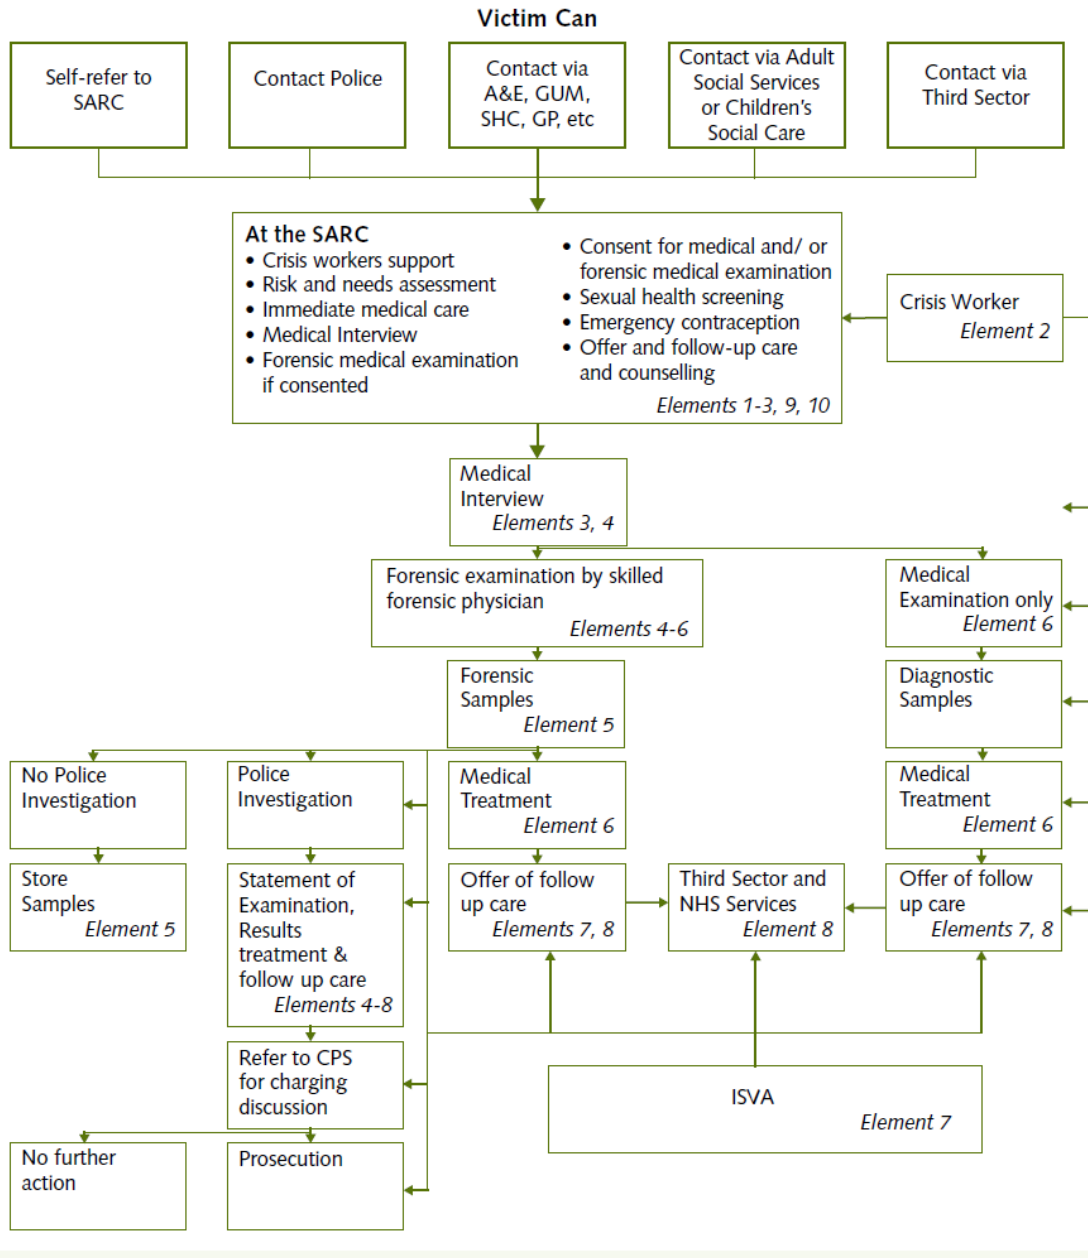 Victim Can
Self-refer to
SARC
Contact Police
Contact via
A&E, GUM,
SHC, GP, etc
Contact via Adult
Social Services
or Children's
Social Care
Contact via
Third Sector
At the SARC
• Crisis workers support
• Risk and needs assessment
• Immediate medical care
• Medical Interview
• Forensic medical examination
if consented
• Consent for medical and/ or
forensic medical examination
• Sexual health screening
• Emergency contraception
• Offer and follow-up care
and counselling
Elements 1-3, 9, 10
Crisis Worker
Element 2
Medical
Interview
Elements 3, 4
Forensic examination by skilled
forensic physician
Elements 4-6
Medical
Examination only
Element 6
Forensic
Samples
Element 5
Diagnostic
Samples
No Police
Investigation
Police
Investigation
Medical
Treatment
Element 6
Medical
Treatment
Element 6
Store
Samples
Element 5
Statement of
Examination,
Results
treatment &
follow up care
Elements 4-8
Offer of follow
up care
Elements 7, 8
Third Sector and
NHS Services
Element 8
Offer of follow
up care
Elements 7, 8
Refer to CPS
for charging
discussion
ISVA
Element 7
No further
action
Prosecution